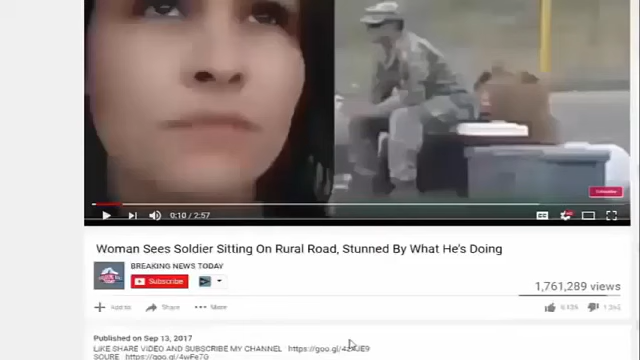 0:10 / 2:57
Woman Sees Soldier Sitting On Rural Road, Stunned By What He's Doing
BREAKING NEWS TODAY
Subscribe
1,761,289 views
Add to Share More
Published on Sep 13, 2017
LIKE SHARE VIDEO AND SUBSCRIBE MY CHANNEL
SOURE